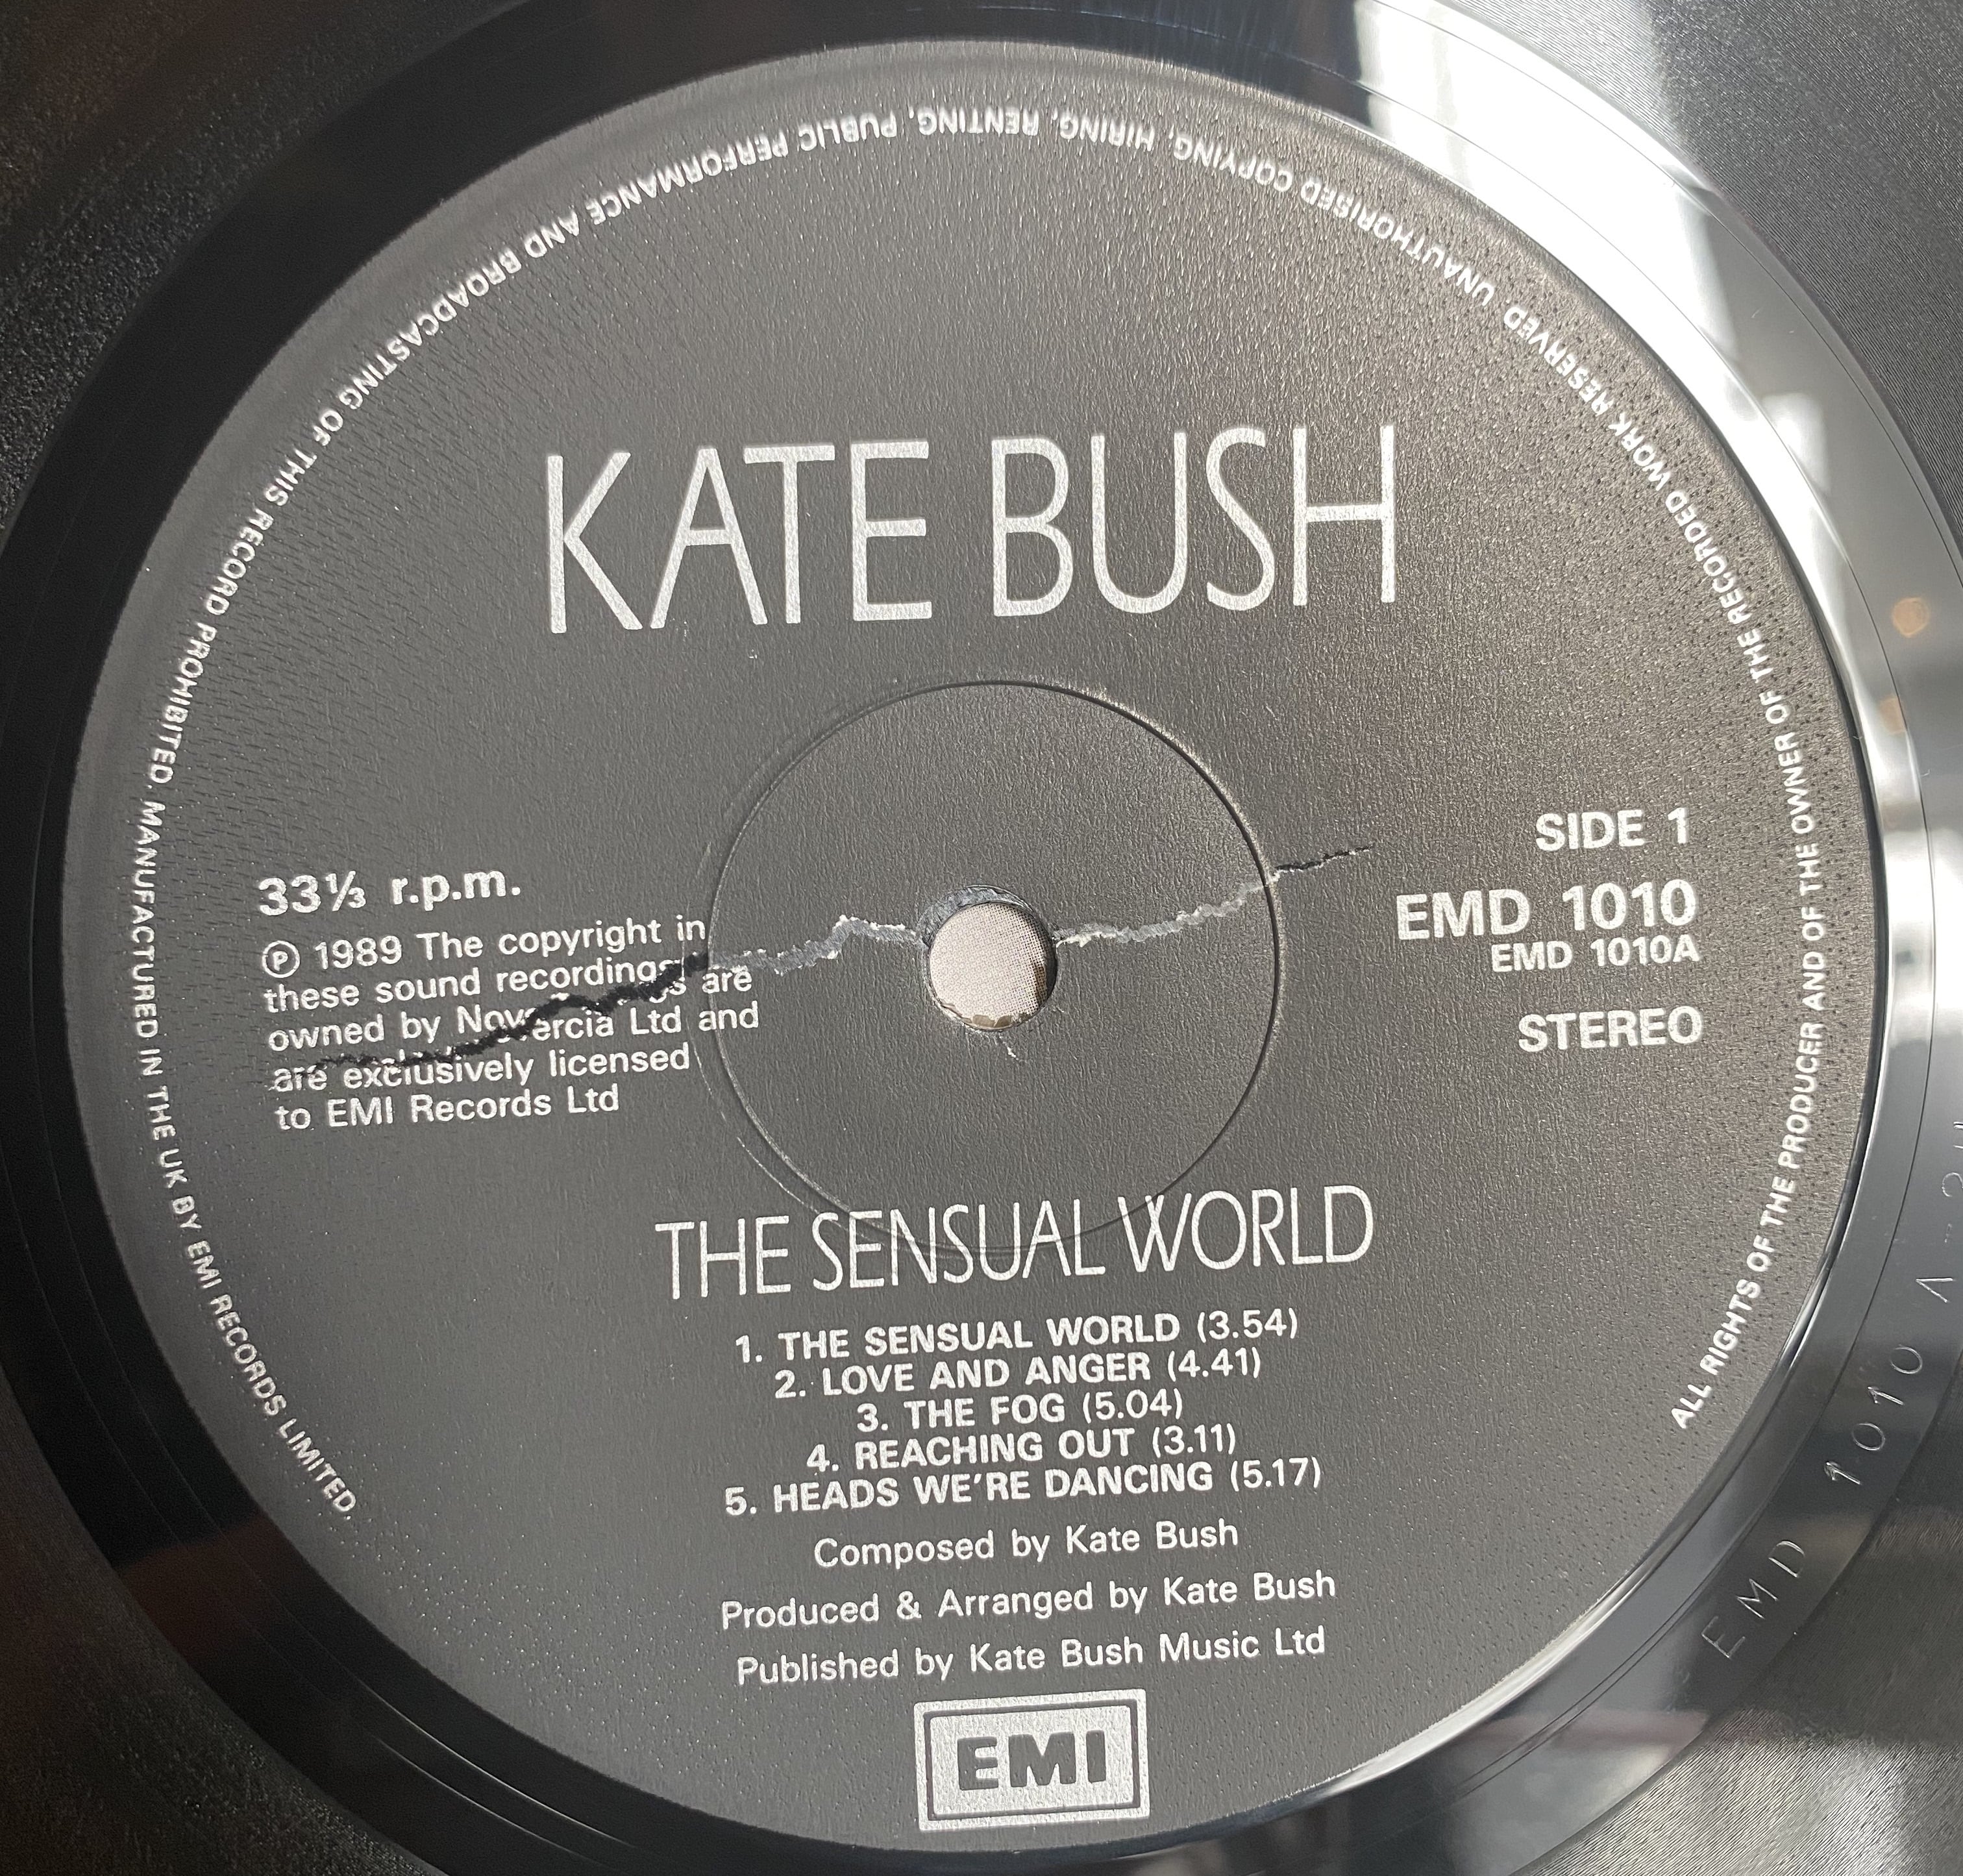 KATE BUSH
33⅓ r.p.m.
Ⓟ 1989 The copyright in
these sound recordings are
owned by Novercia Ltd and
are exclusively licensed
to EMI Records Ltd
SIDE 1
EMD 1010
EMD 1010A
STEREO
THE SENSUAL WORLD
1. THE SENSUAL WORLD (3.54)
2. LOVE AND ANGER (4.41)
3. THE FOG (5.04)
4. REACHING OUT (3.11)
5. HEADS WE'RE DANCING (5.17)
Composed by Kate Bush
Produced & Arranged by Kate Bush
Published by Kate Bush Music Ltd
EMI
ALL RIGHTS OF THE PRODUCER AND OF THE OWNER OF THE RECORDED WORK RESERVED. UNAUTHORISED COPYING, HIRING, RENTING, PUBLIC PERFORMANCE AND BROADCASTING OF THIS RECORD PROHIBITED. MANUFACTURED IN THE UK BY EMI RECORDS LIMITED.
EMD 1010 A